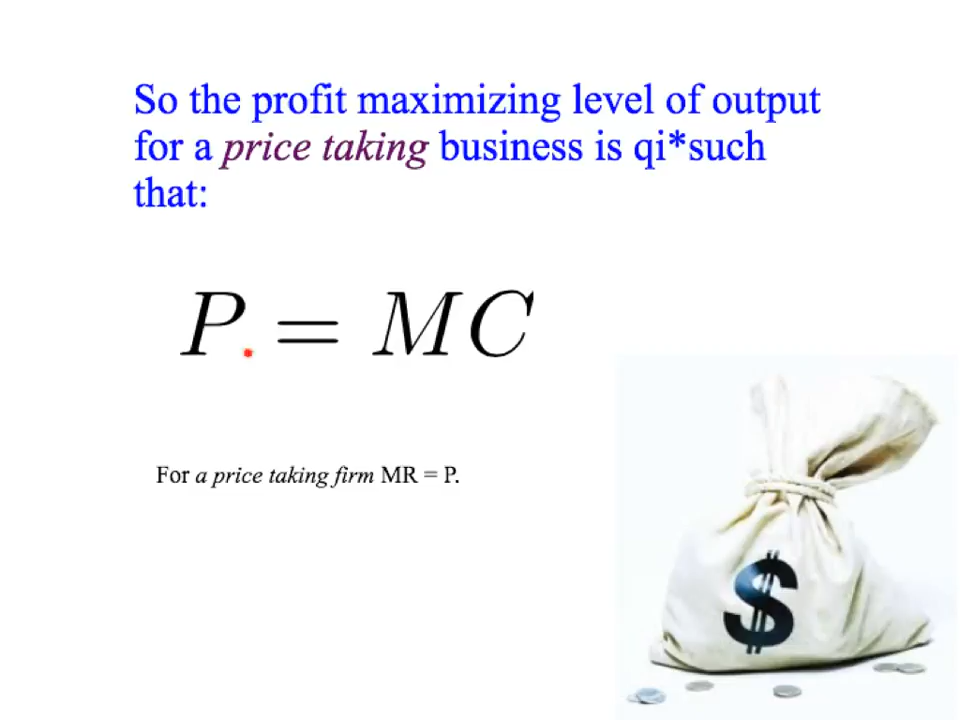 So the profit maximizing level of output
for a price taking business is qi*such
that:
P = MC
For a price taking firm MR = P.
$